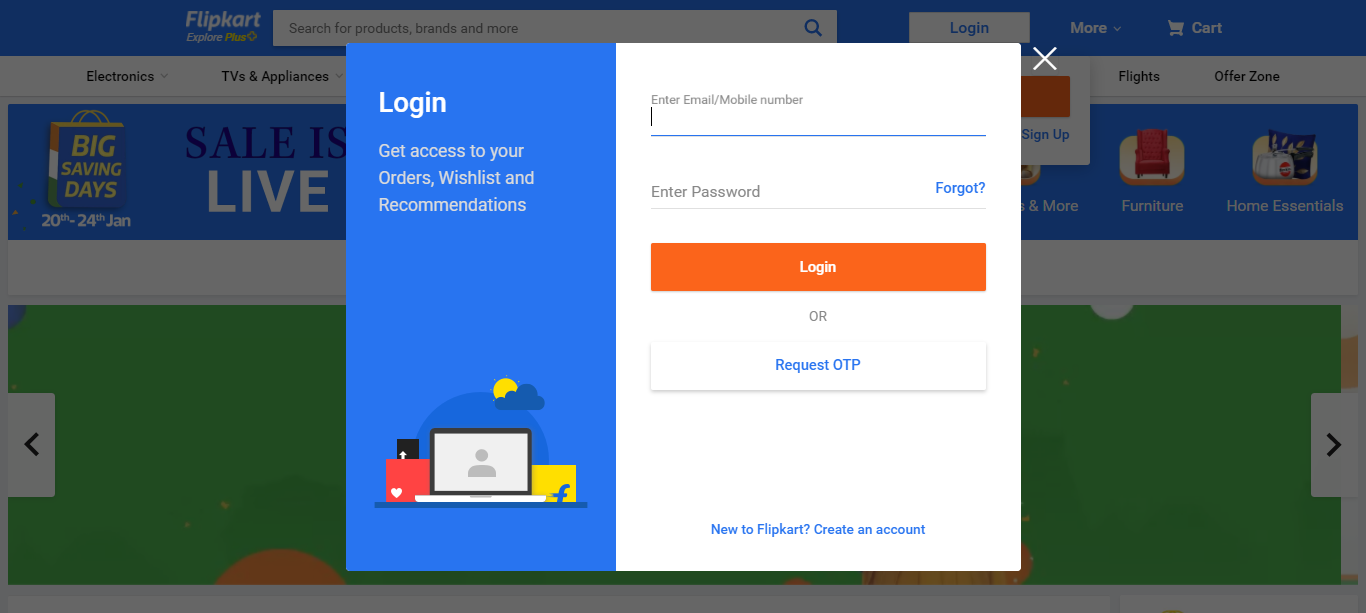 Flipkart
Explore Plus
Search for products, brands and more
Login
More
Cart
Electronics
TVs & Appliances
Flights
Offer Zone
BIG
SAVING
DAYS
20th- 24th Jan
SALE IS
LIVE
Sign Up
& More
Furniture
Home Essentials
Login
Get access to your
Orders, Wishlist and
Recommendations
Enter Email/Mobile number
Enter Password
Forgot?
Login
OR
Request OTP
New to Flipkart? Create an account